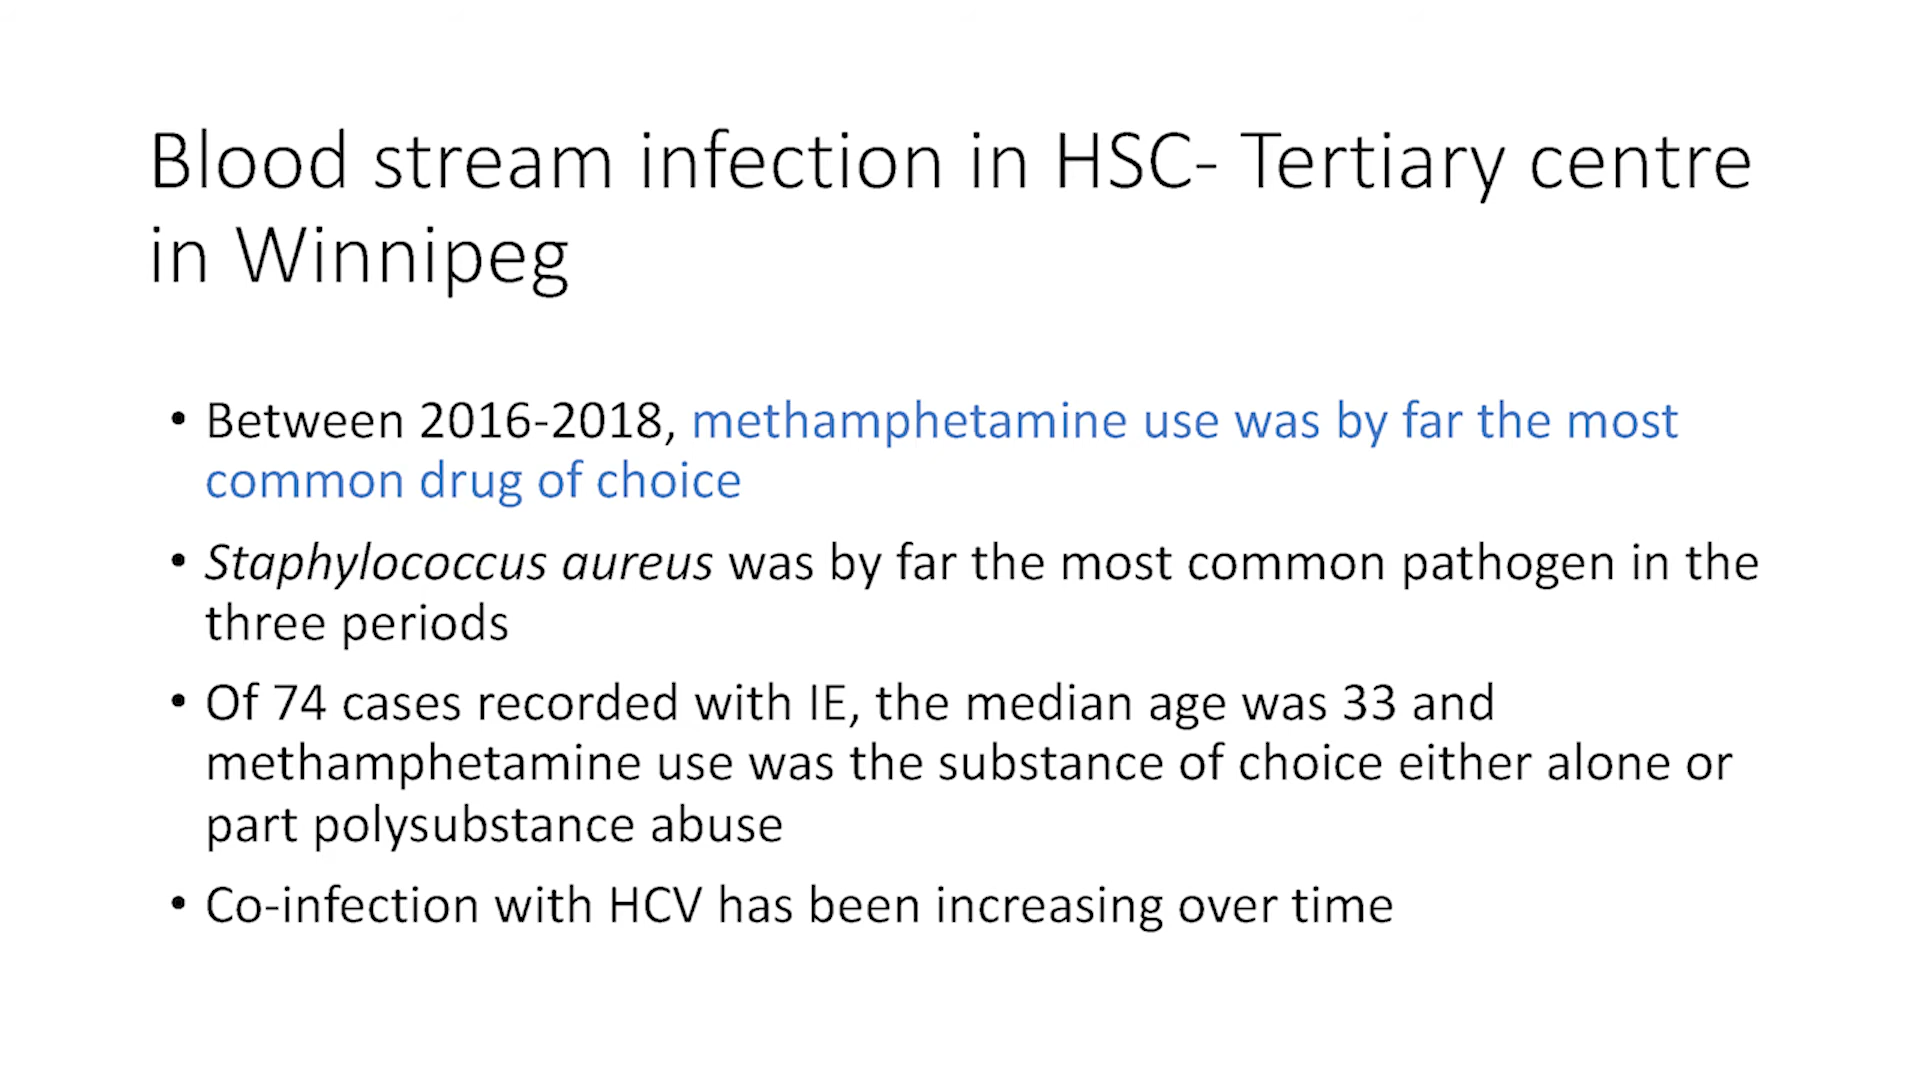 Blood stream infection in HSC- Tertiary centre
in Winnipeg
• Between 2016-2018, methamphetamine use was by far the most
common drug of choice
• Staphylococcus aureus was by far the most common pathogen in the
three periods
• Of 74 cases recorded with IE, the median age was 33 and
methamphetamine use was the substance of choice either alone or
part polysubstance abuse
• Co-infection with HCV has been increasing over time